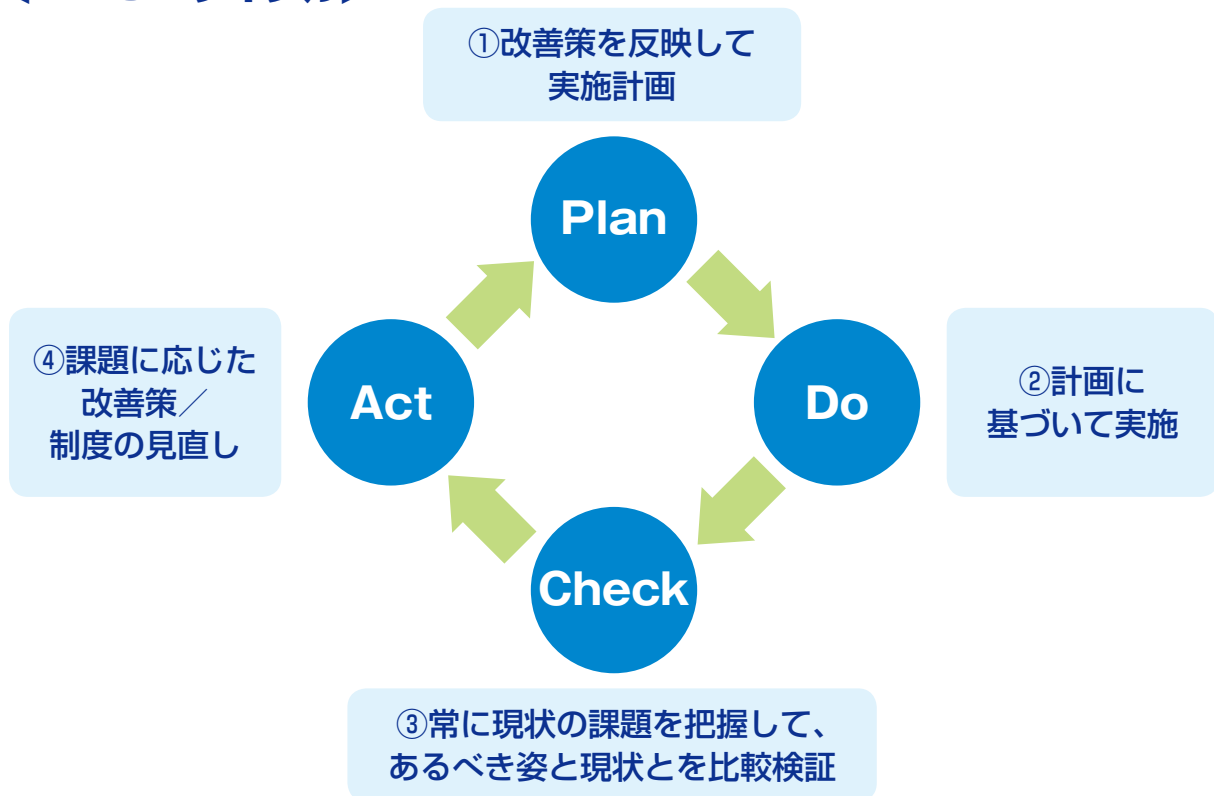 ①改善策を反映して
実施計画
Plan
Do
②計画に
基づいて実施
Check
③常に現状の課題を把握して、
あるべき姿と現状とを比較検証
Act
④課題に応じた
改善策／
制度の見直し